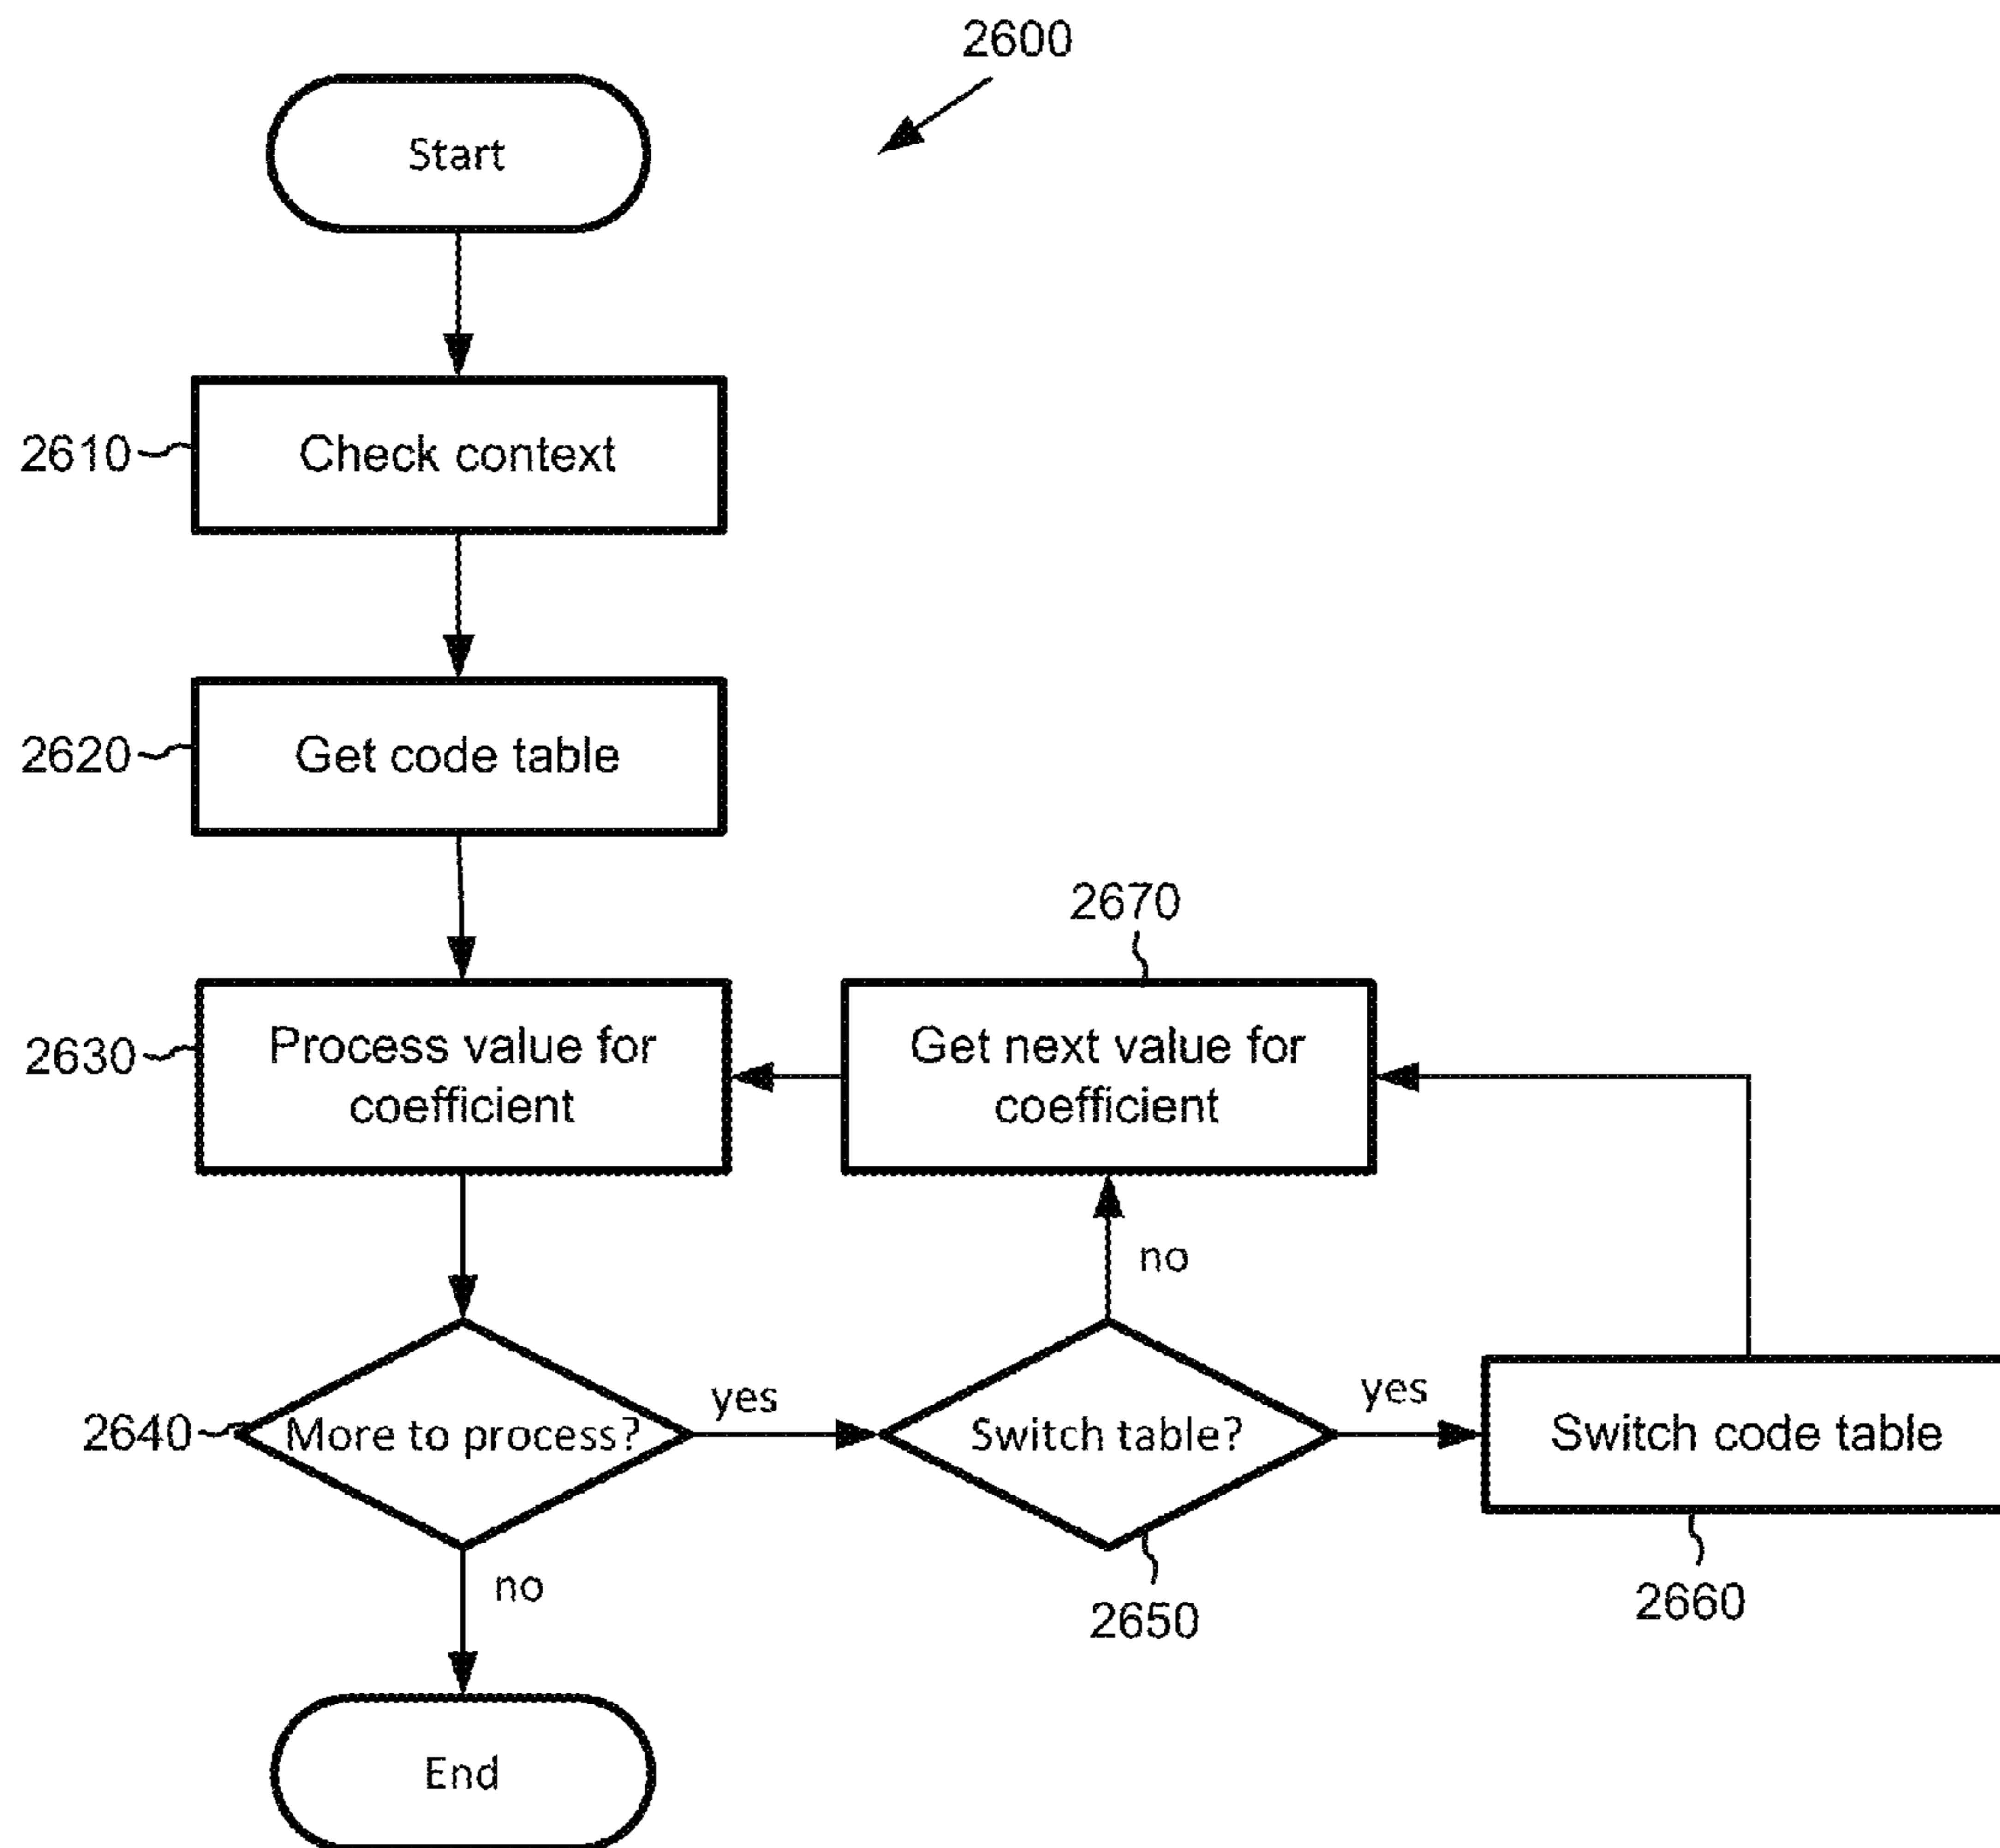 2600
Start
2610
Check context
2620
Get code table
2670
2630
Process value for
coefficient
Get next value for
coefficient
no
2640
More to process?
yes
Switch table?
yes
Switch code table
no
2650
2660
End